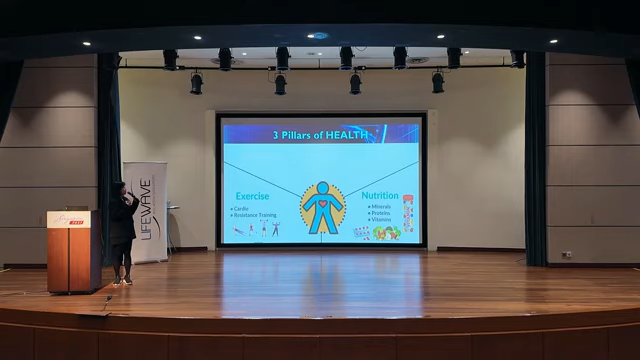 3 Pillars of HEALTH
Exercise
Cardio
Resistance Training
Nutrition
Minerals
Proteins
Vitamins
LIFEWAVE